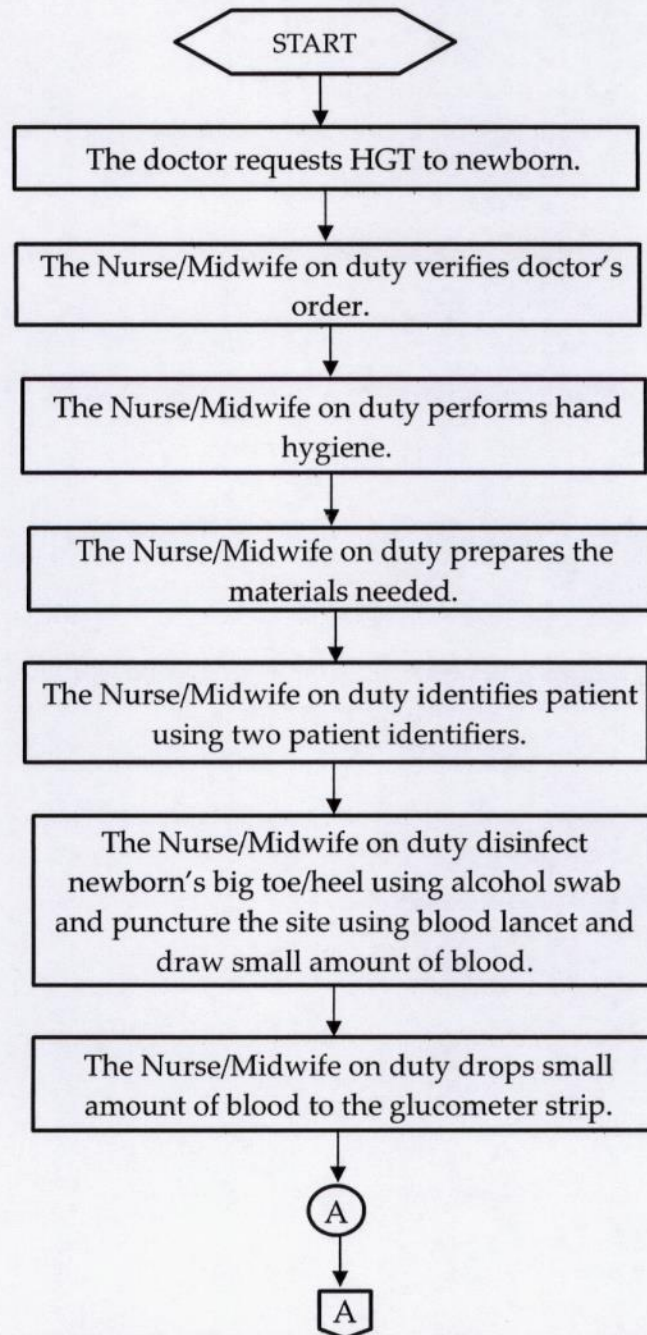 START
The doctor requests HGT to newborn.
The Nurse/Midwife on duty verifies doctor's
order.
The Nurse/Midwife on duty performs hand
hygiene.
The Nurse/Midwife on duty prepares the
materials needed.
The Nurse/Midwife on duty identifies patient
using two patient identifiers.
The Nurse/Midwife on duty disinfect
newborn's big toe/heel using alcohol swab
and puncture the site using blood lancet and
draw small amount of blood.
The Nurse/Midwife on duty drops small
amount of blood to the glucometer strip.
A
A